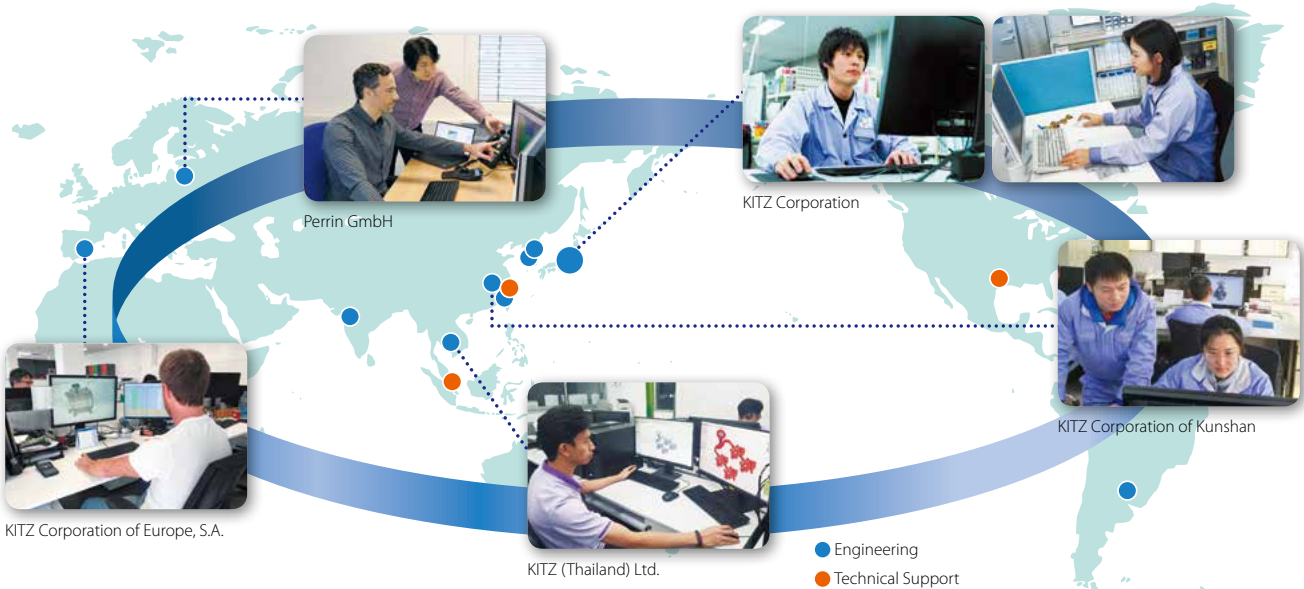 Perrin GmbH
KITZ Corporation
KITZ Corporation of Kunshan
KITZ Corporation of Europe, S.A.
KITZ (Thailand) Ltd.
Engineering
Technical Support